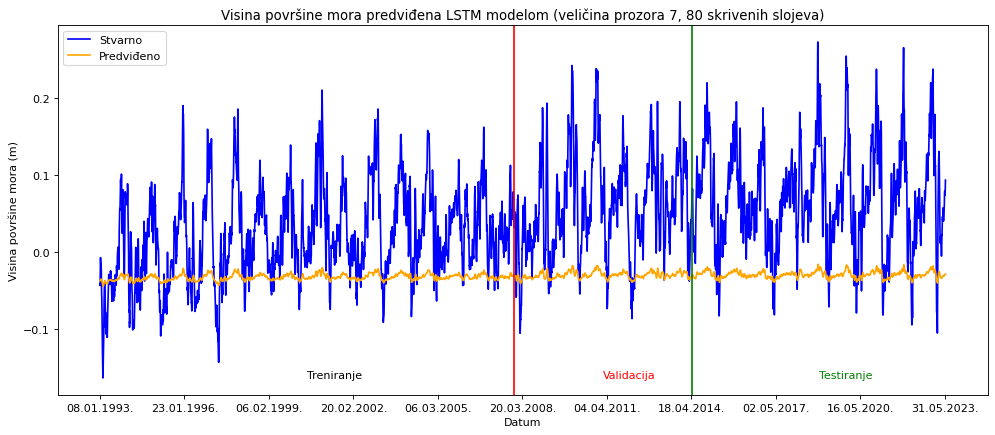 Visina površine mora predviđena LSTM modelom (veličina prozora 7, 80 skrivenih slojeva)
Stvarno
Predviđeno
Visina površine mora (m)
0.2
0.1
0.0
−0.1
Treniranje
Validacija
Testiranje
08.01.1993.
23.01.1996.
06.02.1999.
20.02.2002.
06.03.2005.
20.03.2008.
04.04.2011.
18.04.2014.
02.05.2017.
16.05.2020.
31.05.2023.
Datum